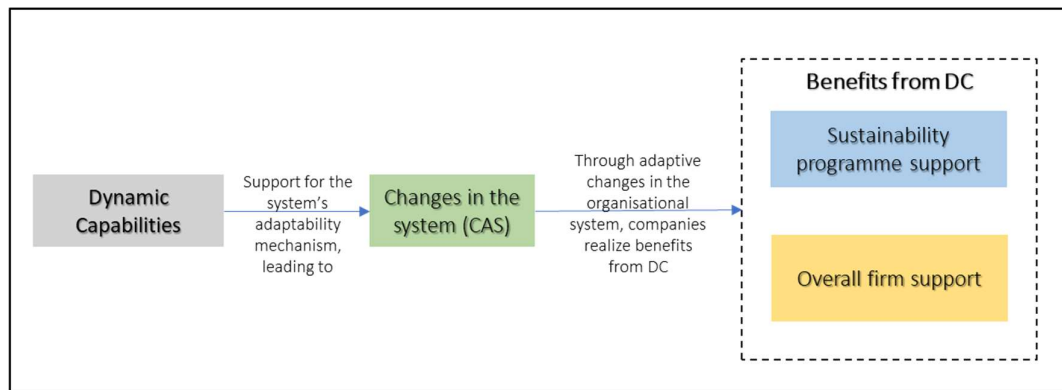 Dynamic
Capabilities
Support for the
system's
adaptability
mechanism,
leading to
Changes in the
system (CAS)
Through adaptive
changes in the
organisational
system, companies
realize benefits
from DC
Benefits from DC
Sustainability
programme support
Overall firm support